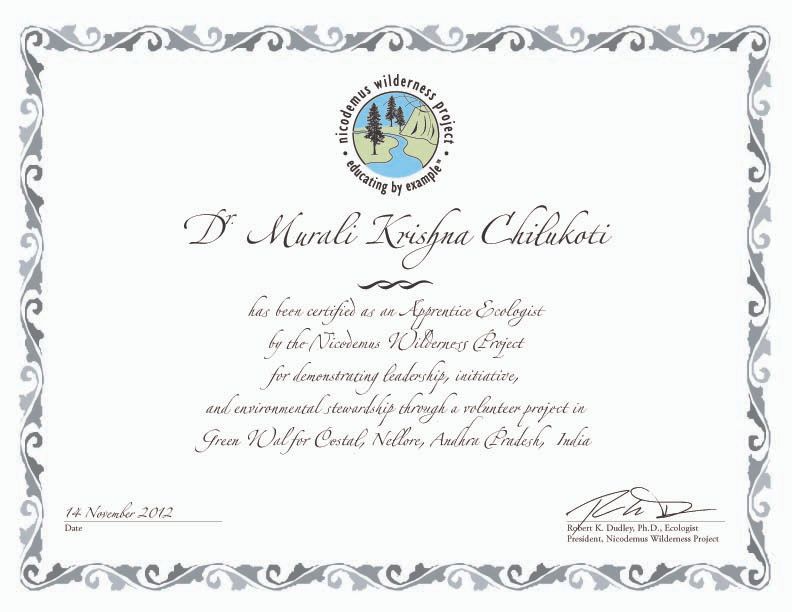 nicodemus wilderness project
• educating by example™ •
Dr. Murali Krishna Chilukoti
has been certified as an Apprentice Ecologist
by the Nicodemus Wilderness Project
for demonstrating leadership, initiative,
and environmental stewardship through a volunteer project in
Green Wal for Costal, Nellore, Andhra Pradesh, India
14 November 2012
Date
Robert K. Dudley, Ph.D., Ecologist
President, Nicodemus Wilderness Project